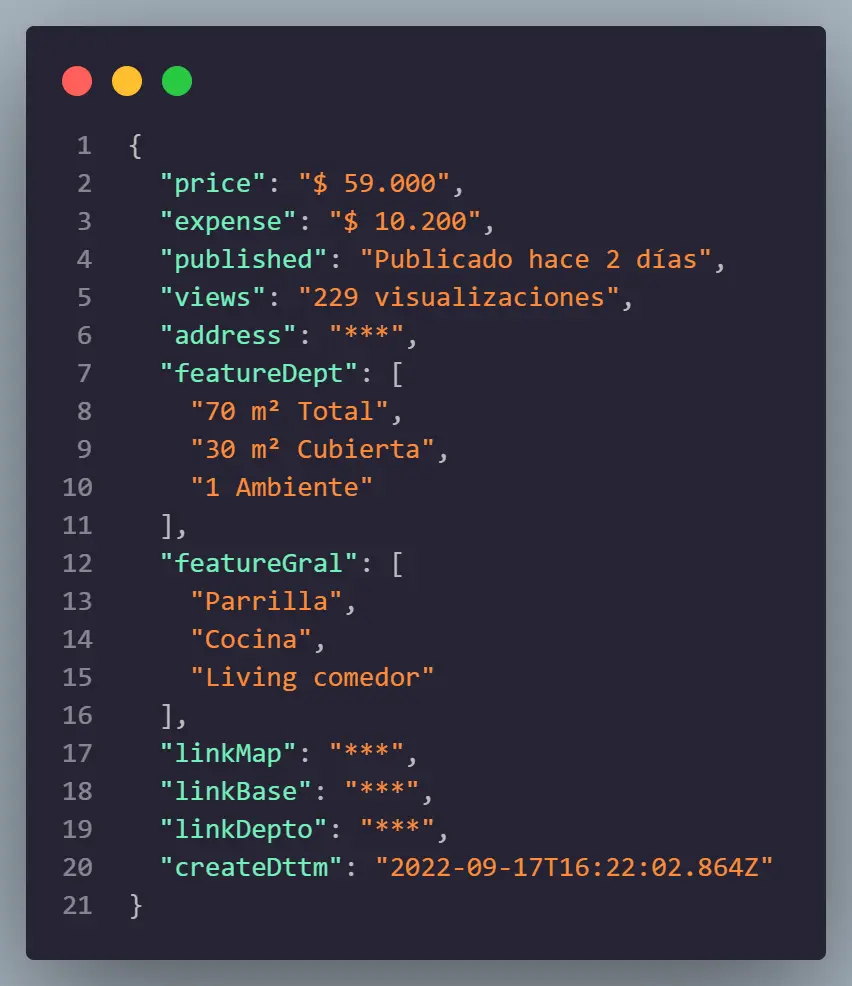 1 {
2   "price": "$ 59.000",
3   "expense": "$ 10.200",
4   "published": "Publicado hace 2 días",
5   "views": "229 visualizaciones",
6   "address": "***",
7   "featureDept": [
8     "70 m² Total",
9     "30 m² Cubierta",
10     "1 Ambiente"
11   ],
12   "featureGral": [
13     "Parrilla",
14     "Cocina",
15     "Living comedor"
16   ],
17   "linkMap": "***",
18   "linkBase": "***",
19   "linkDepto": "***",
20   "createDttm": "2022-09-17T16:22:02.864Z"
21 }